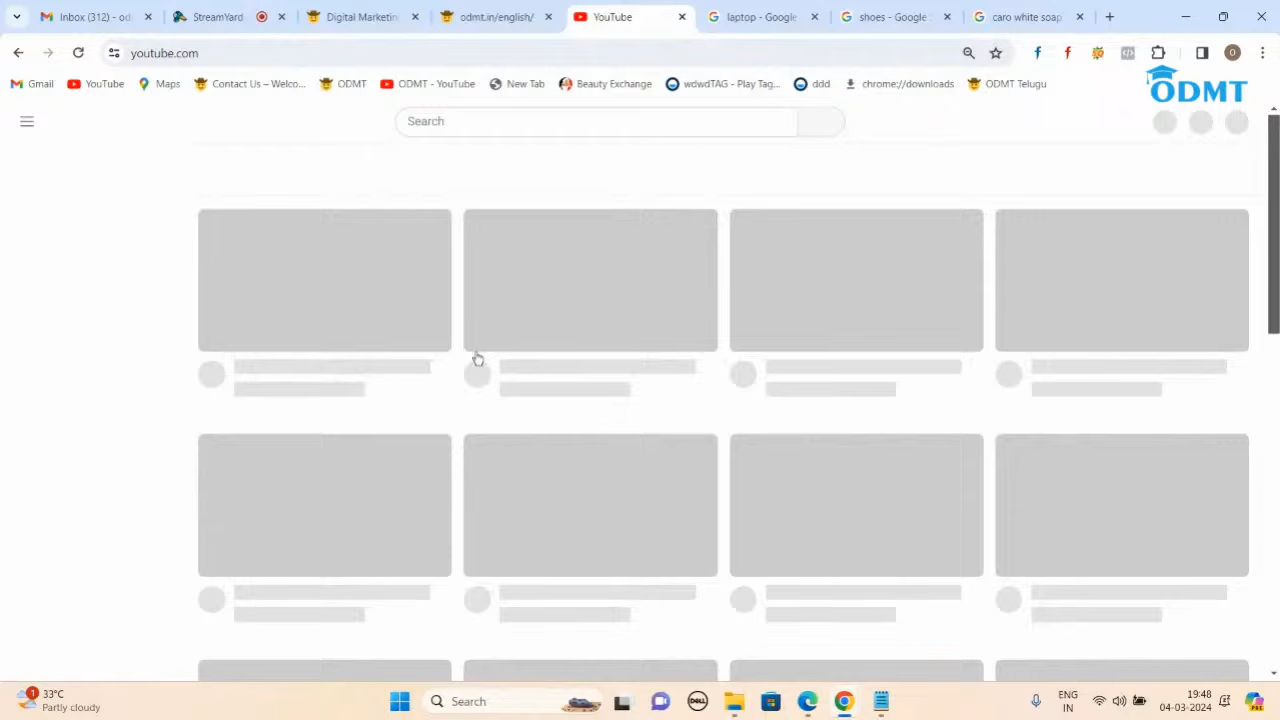 Inbox (312) - od
StreamYard
Digital Marketin
odmt.in/english/
YouTube
laptop - Google
shoes - Google
caro white soap
youtube.com
Gmail
YouTube
Maps
Contact Us – Welco...
ODMT
ODMT - YouTube
New Tab
Beauty Exchange
wdwdTAG - Play Tag...
ddd
chrome://downloads
ODMT Telugu
ODMT
Search
1
33°C
Partly cloudy
Search
DELL
ENG
IN
19:48
04-03-2024